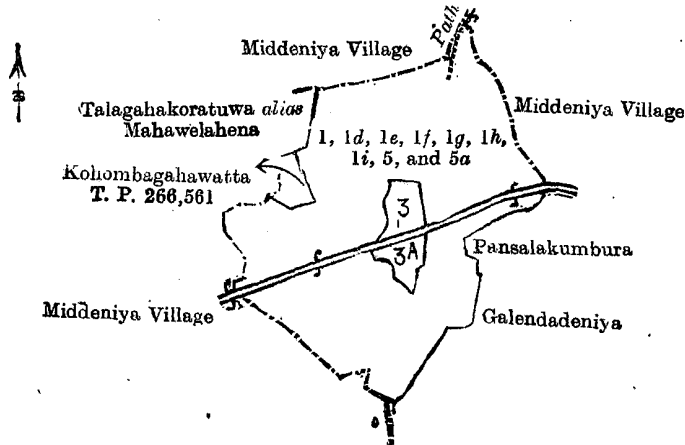 Path
Middeniya Village
Middeniya Village
Talagahakoratuwa alias
Mahawelahena
1, 1d, 1e, 1f, 1g, 1h,
1i, 5, and 5a
Kohombagahawatta
T. P. 266,561
3
3A
Pansalakumbura
Middeniya Village
Galendadeniya